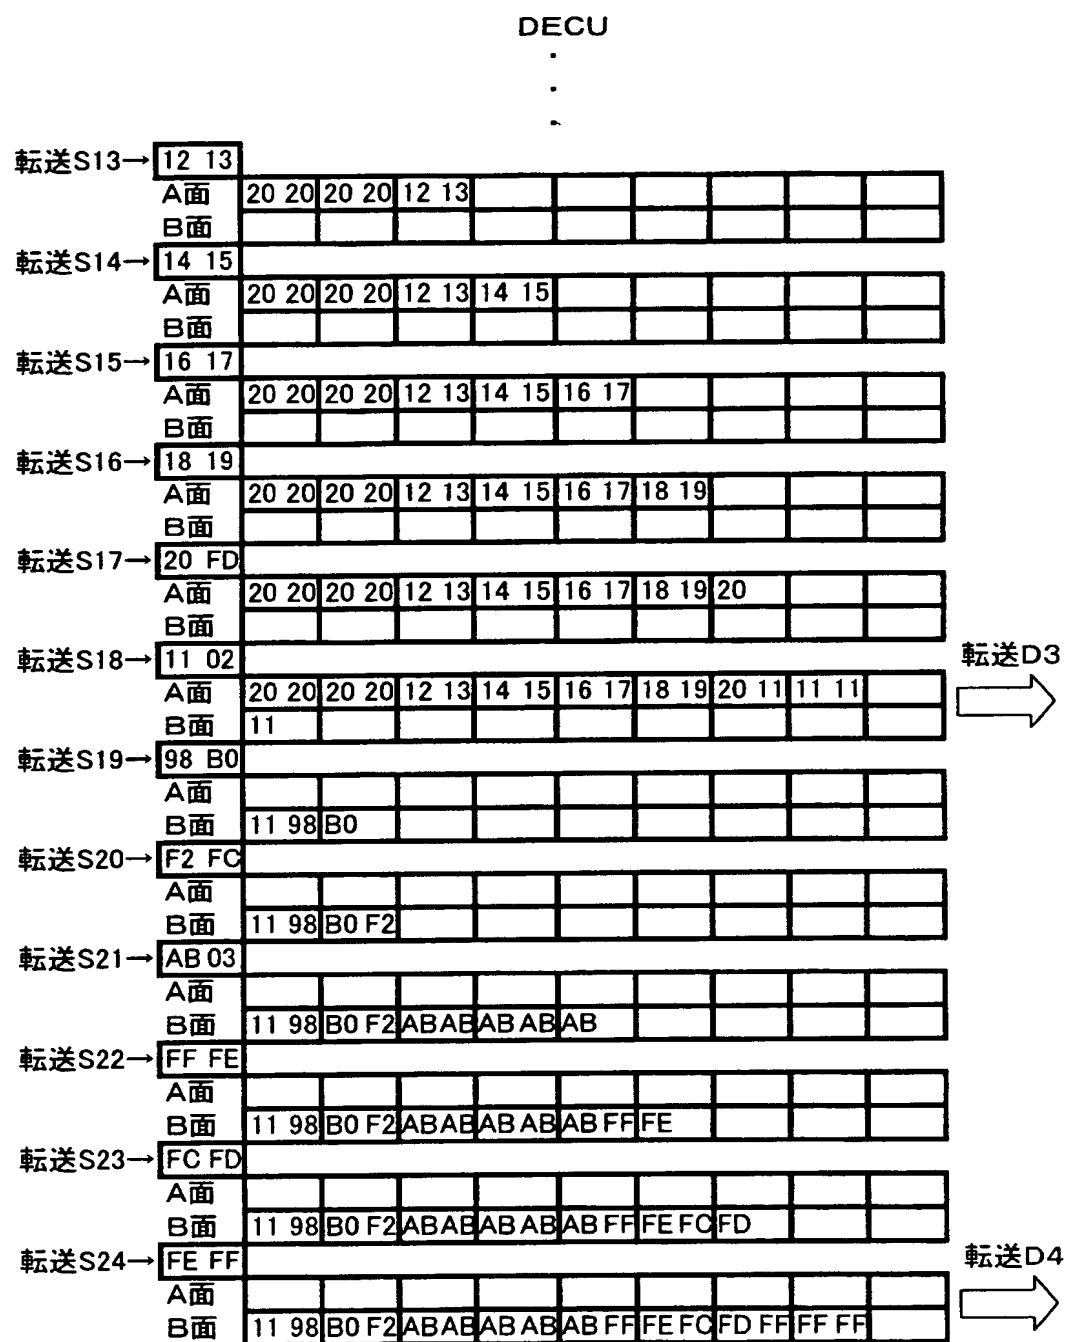 DECU
転送S13→ 12 13
A面 20 20 20 20 12 13
B面
転送S14→ 14 15
A面 20 20 20 20 12 13 14 15
B面
転送S15→ 16 17
A面 20 20 20 20 12 13 14 15 16 17
B面
転送S16→ 18 19
A面 20 20 20 20 12 13 14 15 16 17 18 19
B面
転送S17→ 20 FD
A面 20 20 20 20 12 13 14 15 16 17 18 19 20
B面
転送S18→ 11 02 転送D3
A面 20 20 20 20 12 13 14 15 16 17 18 19 20 11 11 11
B面 11
転送S19→ 98 B0
A面
B面 11 98 B0
転送S20→ F2 FC
A面
B面 11 98 B0 F2
転送S21→ AB 03
A面
B面 11 98 B0 F2 AB AB AB AB AB
転送S22→ FF FE
A面
B面 11 98 B0 F2 AB AB AB AB AB FF FE
転送S23→ FC FD
A面
B面 11 98 B0 F2 AB AB AB AB AB FF FE FC FD
転送S24→ FE FF 転送D4
A面
B面 11 98 B0 F2 AB AB AB AB AB FF FE FC FD FF FF FF